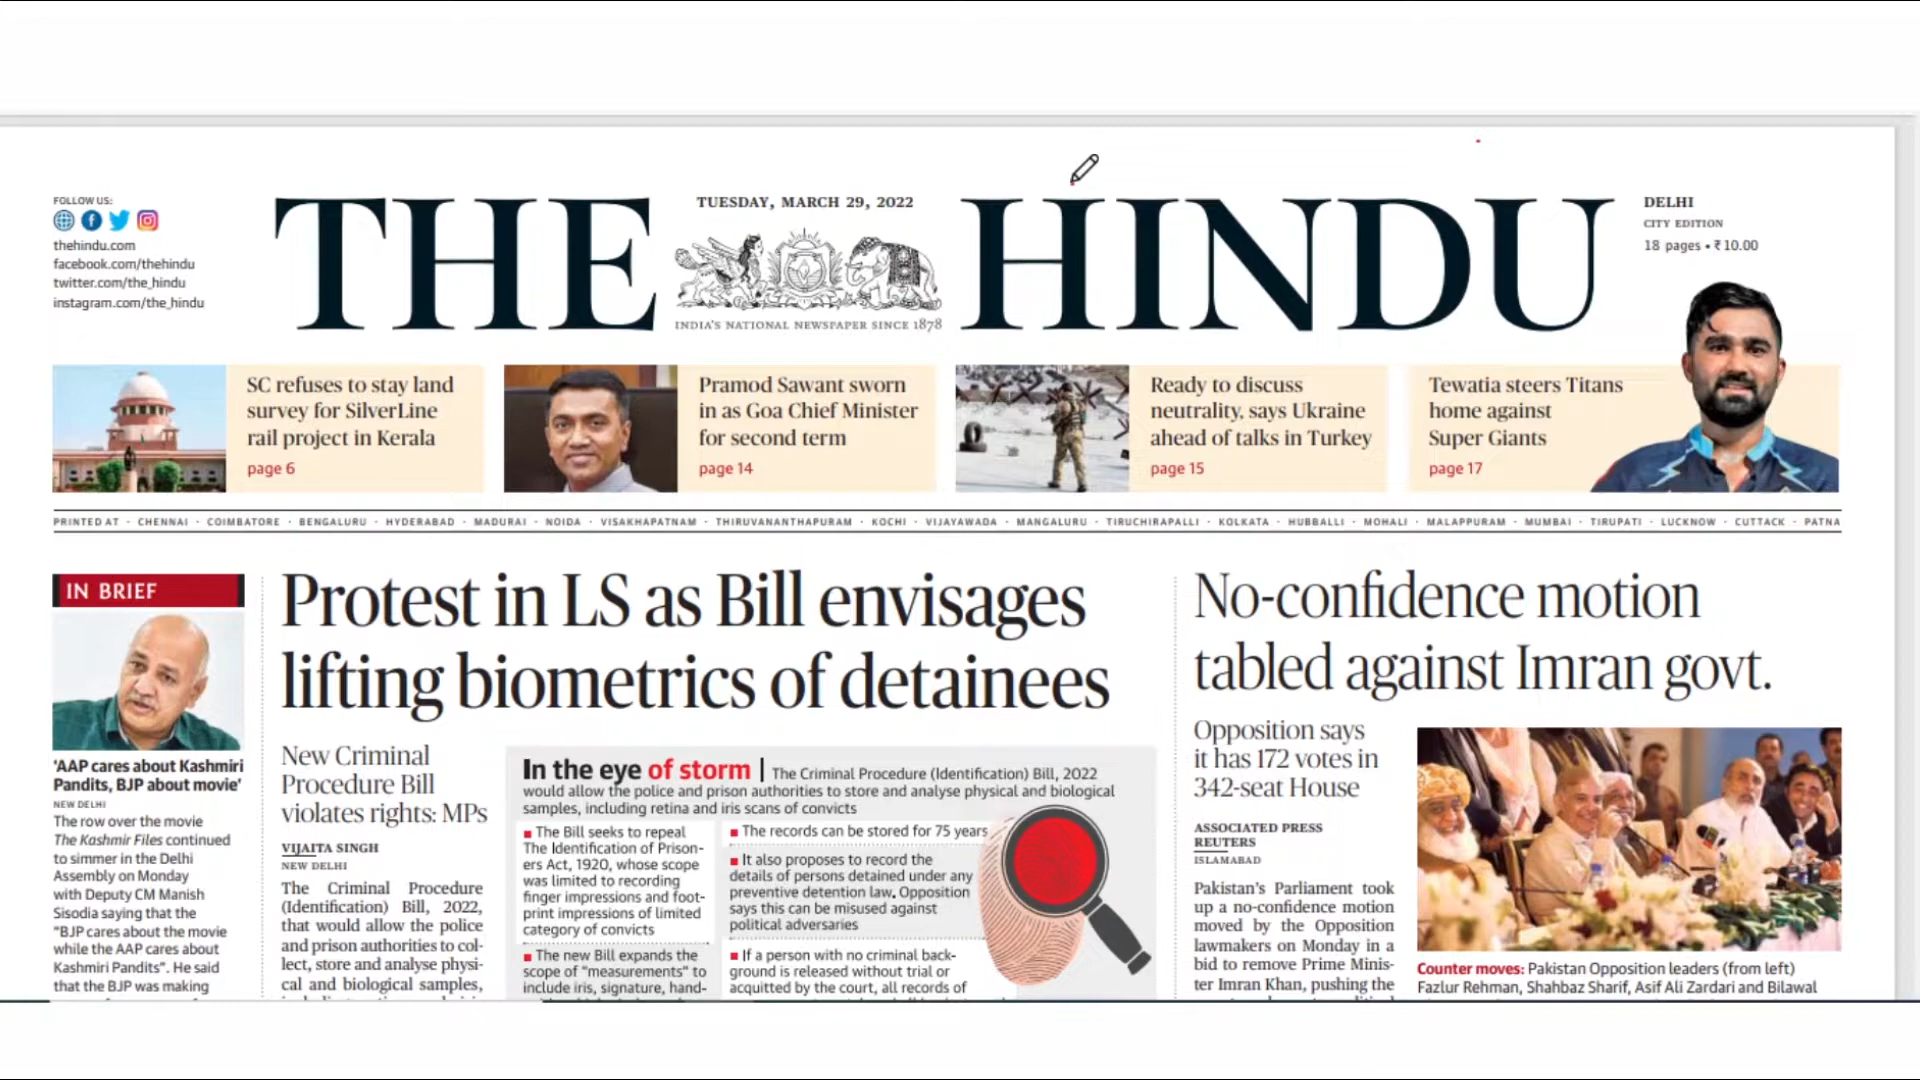 FOLLOW US:
thehindu.com
facebook.com/thehindu
twitter.com/the_hindu
instagram.com/the_hindu
THE HINDU
TUESDAY, MARCH 29, 2022
INDIA'S NATIONAL NEWSPAPER SINCE 1878
DELHI
CITY EDITION
18 pages • ₹10.00
SC refuses to stay land
survey for SilverLine
rail project in Kerala
page 6
Pramod Sawant sworn
in as Goa Chief Minister
for second term
page 14
Ready to discuss
neutrality, says Ukraine
ahead of talks in Turkey
page 15
Tewatia steers Titans
home against
Super Giants
page 17
PRINTED AT · CHENNAI · COIMBATORE · BENGALURU · HYDERABAD · MADURAI · NOIDA · VISAKHAPATNAM · THIRUVANANTHAPURAM · KOCHI · VIJAYAWADA · MANGALURU · TIRUCHIRAPALLI · KOLKATA · HUBBALLI · MOHALI · MALAPPURAM · MUMBAI · TIRUPATI · LUCKNOW · CUTTACK · PATNA
IN BRIEF
'AAP cares about Kashmiri
Pandits, BJP about movie'
NEW DELHI
The row over the movie
The Kashmir Files continued
to simmer in the Delhi
Assembly on Monday
with Deputy CM Manish
Sisodia saying that the
"BJP cares about the movie
while the AAP cares about
Kashmiri Pandits". He said
that the BJP was making
Protest in LS as Bill envisages
lifting biometrics of detainees
New Criminal
Procedure Bill
violates rights: MPs
VIJAITA SINGH
NEW DELHI
The Criminal Procedure
(Identification) Bill, 2022,
that would allow the police
and prison authorities to col-
lect, store and analyse physi-
cal and biological samples,
In the eye of storm | The Criminal Procedure (Identification) Bill, 2022
would allow the police and prison authorities to store and analyse physical and biological
samples, including retina and iris scans of convicts
■ The Bill seeks to repeal
The Identification of Prison-
ers Act, 1920, whose scope
was limited to recording
finger impressions and foot-
print impressions of limited
category of convicts
■ The new Bill expands the
scope of "measurements" to
include iris, signature, hand-
■ The records can be stored for 75 years
■ It also proposes to record the
details of persons detained under any
preventive detention law. Opposition
says this can be misused against
political adversaries
■ If a person with no criminal back-
ground is released without trial or
acquitted by the court, all records of
No-confidence motion
tabled against Imran govt.
Opposition says
it has 172 votes in
342-seat House
ASSOCIATED PRESS
REUTERS
ISLAMABAD
Pakistan's Parliament took
up a no-confidence motion
moved by the Opposition
lawmakers on Monday in a
bid to remove Prime Minis-
ter Imran Khan, pushing the
Counter moves: Pakistan Opposition leaders (from left)
Fazlur Rehman, Shahbaz Sharif, Asif Ali Zardari and Bilawal